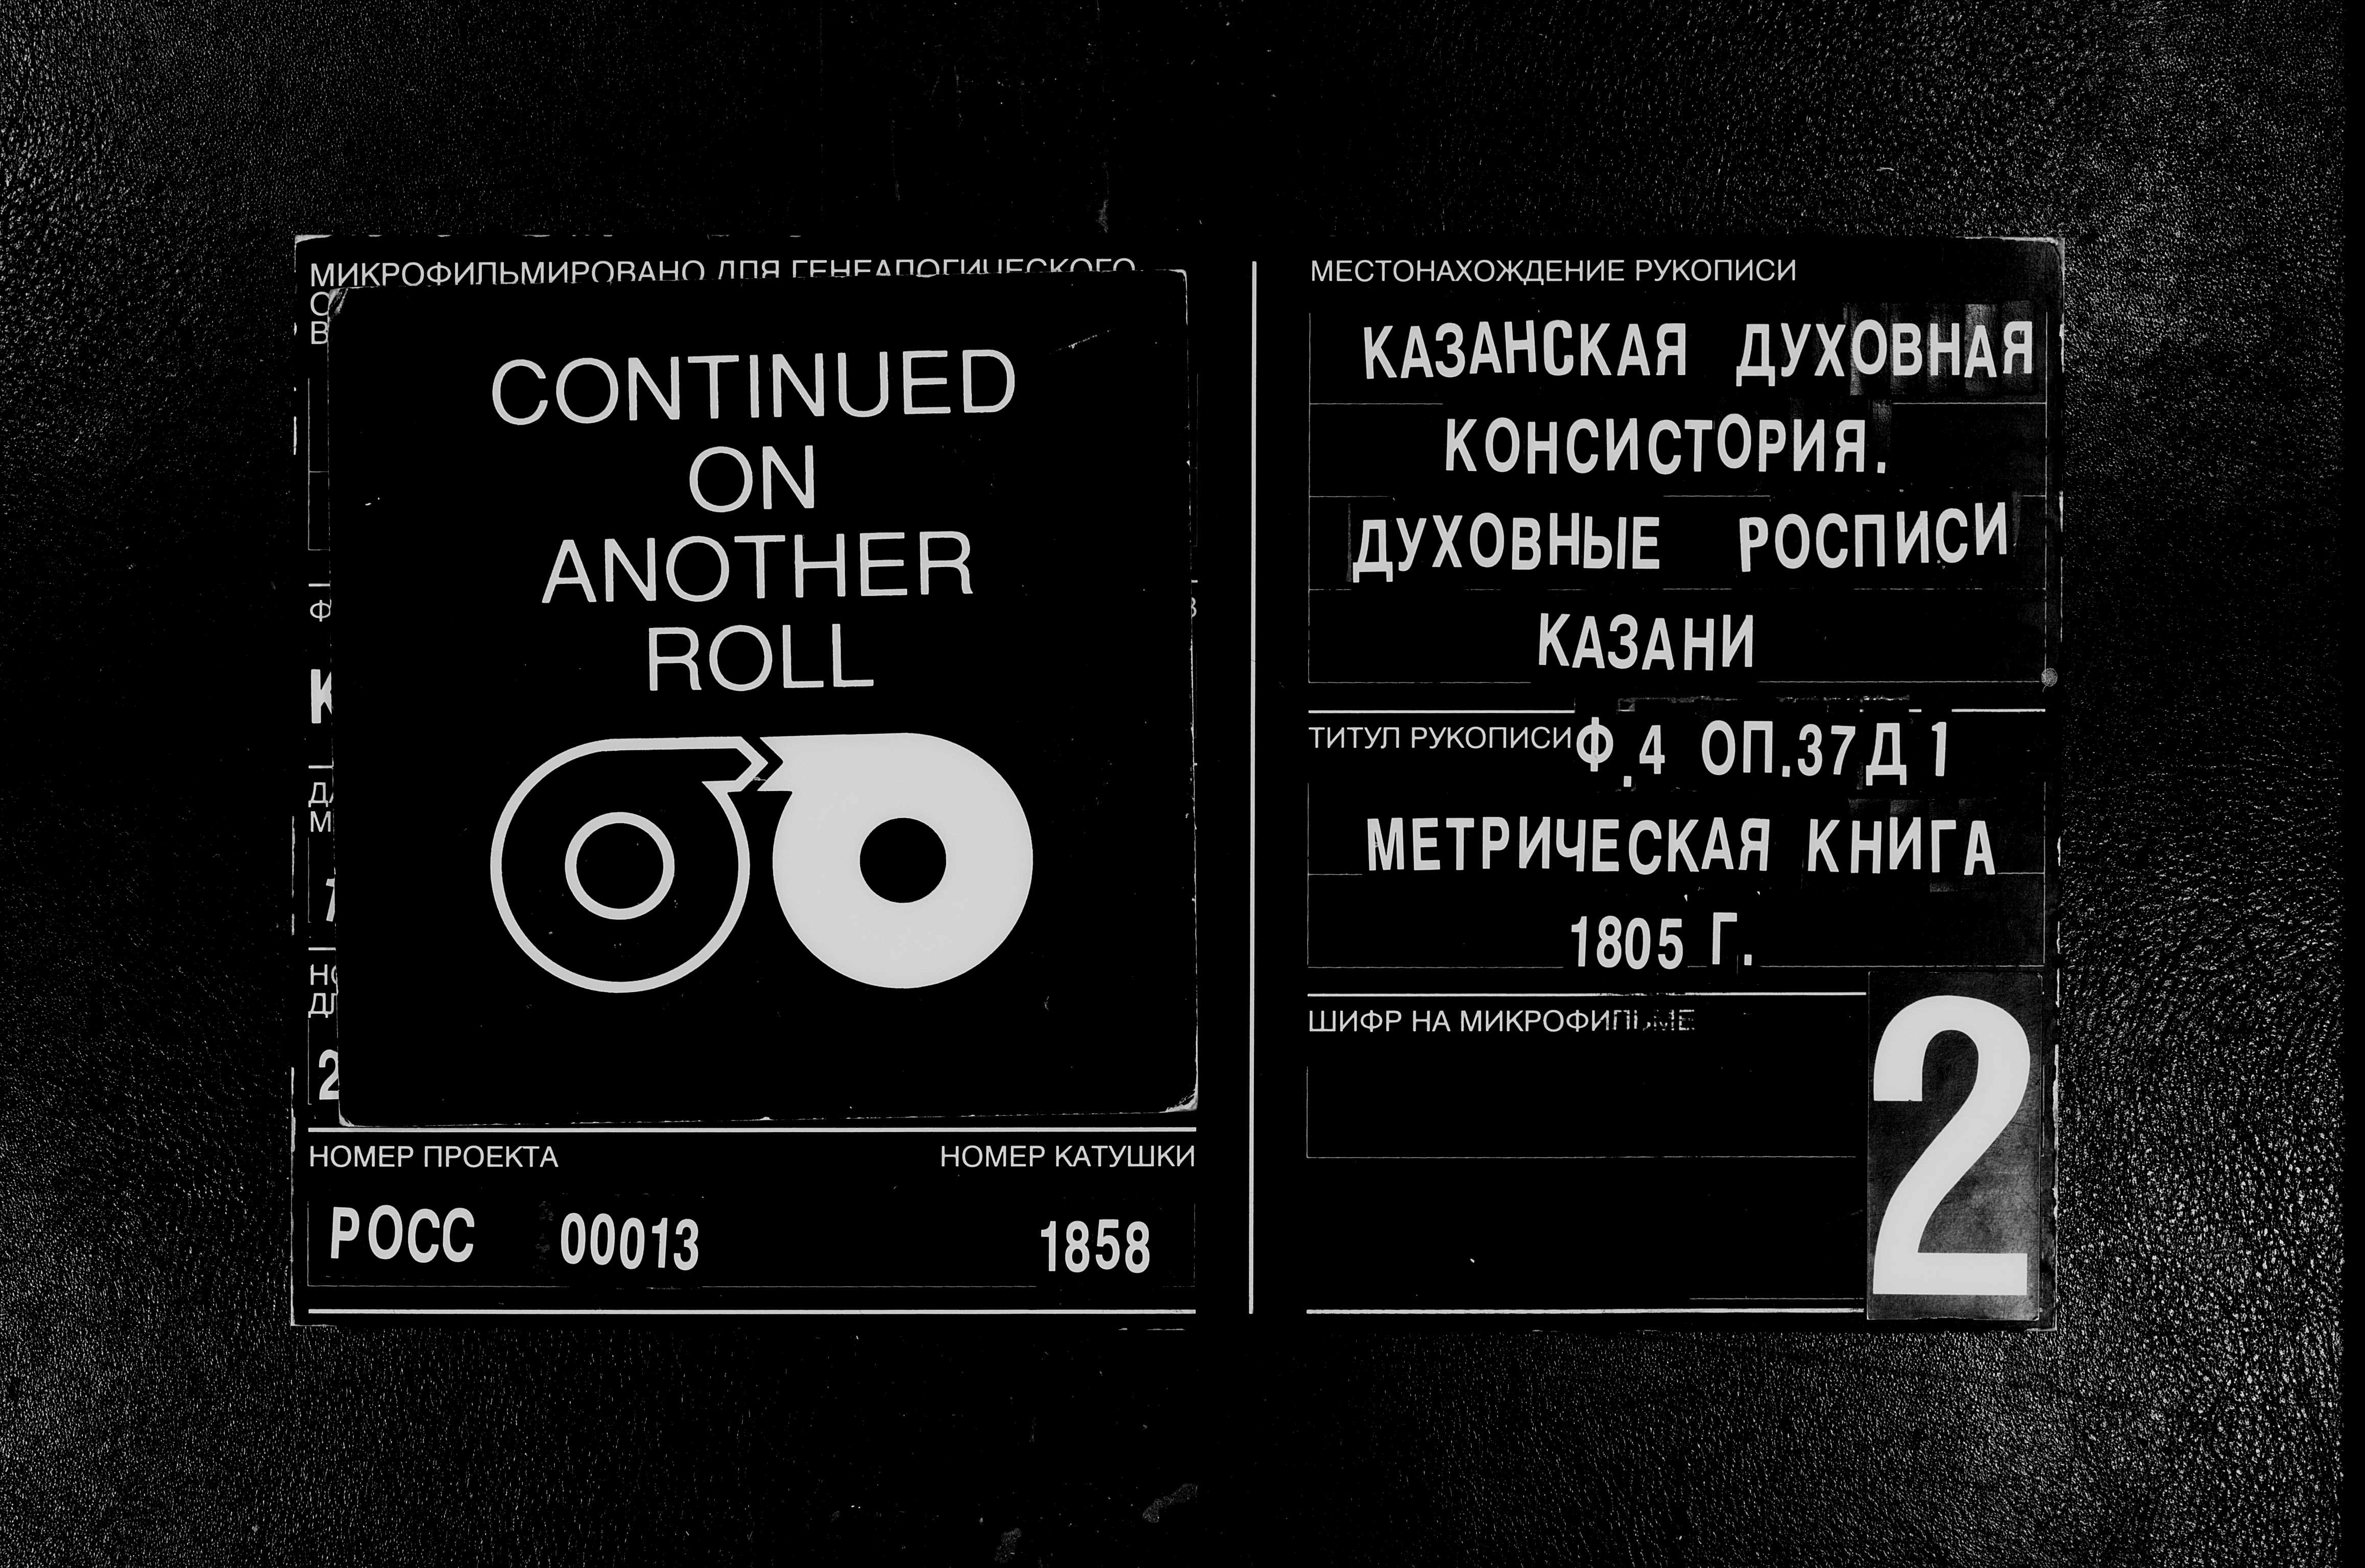 МИКРОФИЛЬМИРОВАНО ДЛЯ ГЕНЕАЛОГИЧЕСКОГО
CONTINUED
ON
ANOTHER
ROLL
НОМЕР ПРОЕКТА НОМЕР КАТУШКИ
РОСС 00013 1858
МЕСТОНАХОЖДЕНИЕ РУКОПИСИ
КАЗАНСКАЯ ДУХОВНАЯ
КОНСИСТОРИЯ.
ДУХОВНЫЕ РОСПИСИ
КАЗАНИ
ТИТУЛ РУКОПИСИ Ф.4 ОП.37 Д 1
МЕТРИЧЕСКАЯ КНИГА
1805 Г.
ШИФР НА МИКРОФИЛЬМЕ
2